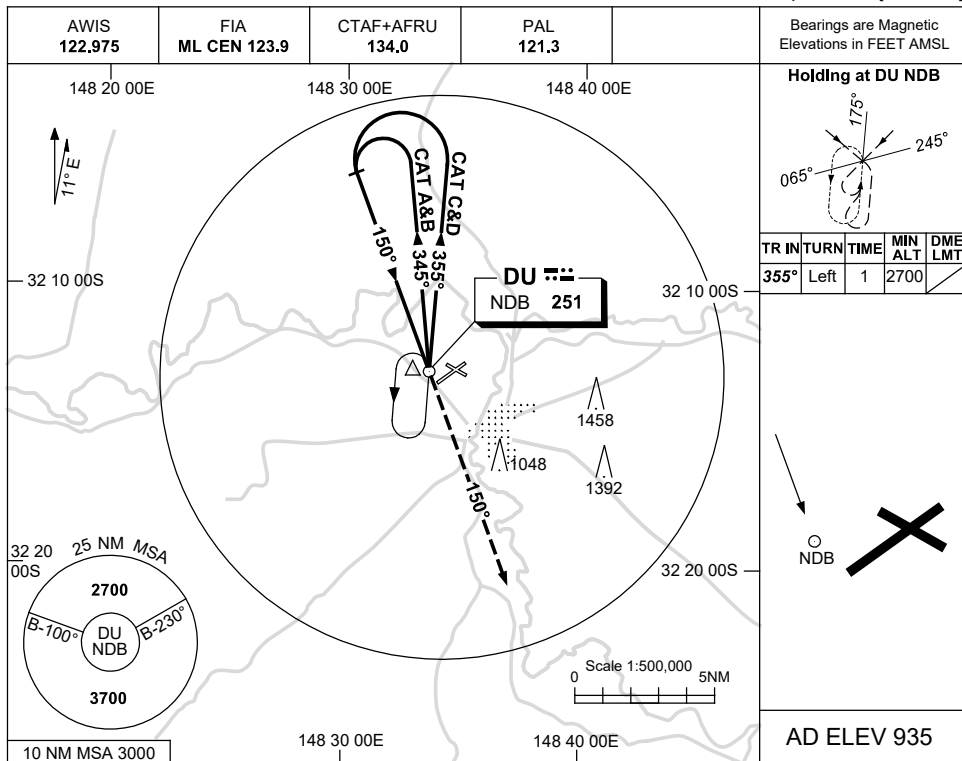 AWIS
122.975
FIA
ML CEN 123.9
CTAF+AFRU
134.0
PAL
121.3
Bearings are Magnetic
Elevations in FEET AMSL
148 20 00E
148 30 00E
148 40 00E
Holding at DU NDB
175°
245°
065°
TR IN TURN TIME MIN ALT DME LMT
355° Left 1 2700
11° E
CAT A&B
CAT C&D
150°
345°
355°
32 10 00S
32 10 00S
DU
NDB 251
1458
1048
1392
150°
NDB
32 20 00S
25 NM MSA
2700
B-100°
DU
NDB
B-230°
3700
32 20 00S
Scale 1:500,000
0 5NM
10 NM MSA 3000
148 30 00E
148 40 00E
AD ELEV 935